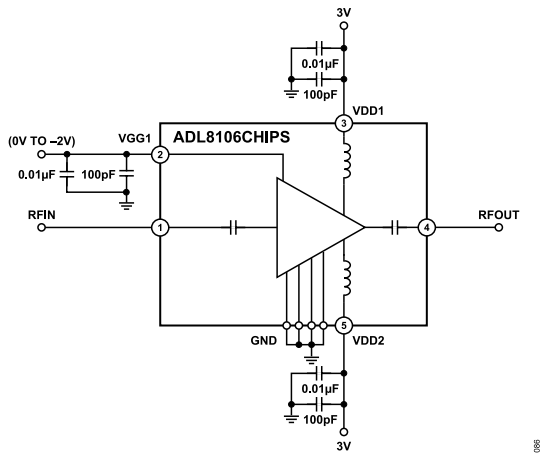 3V
0.01µF
100pF
VDD1
3
ADL8106CHIPS
(0V TO –2V)
VGG1
2
0.01µF
100pF
RFIN
1
4
RFOUT
GND
5
VDD2
0.01µF
100pF
3V
086